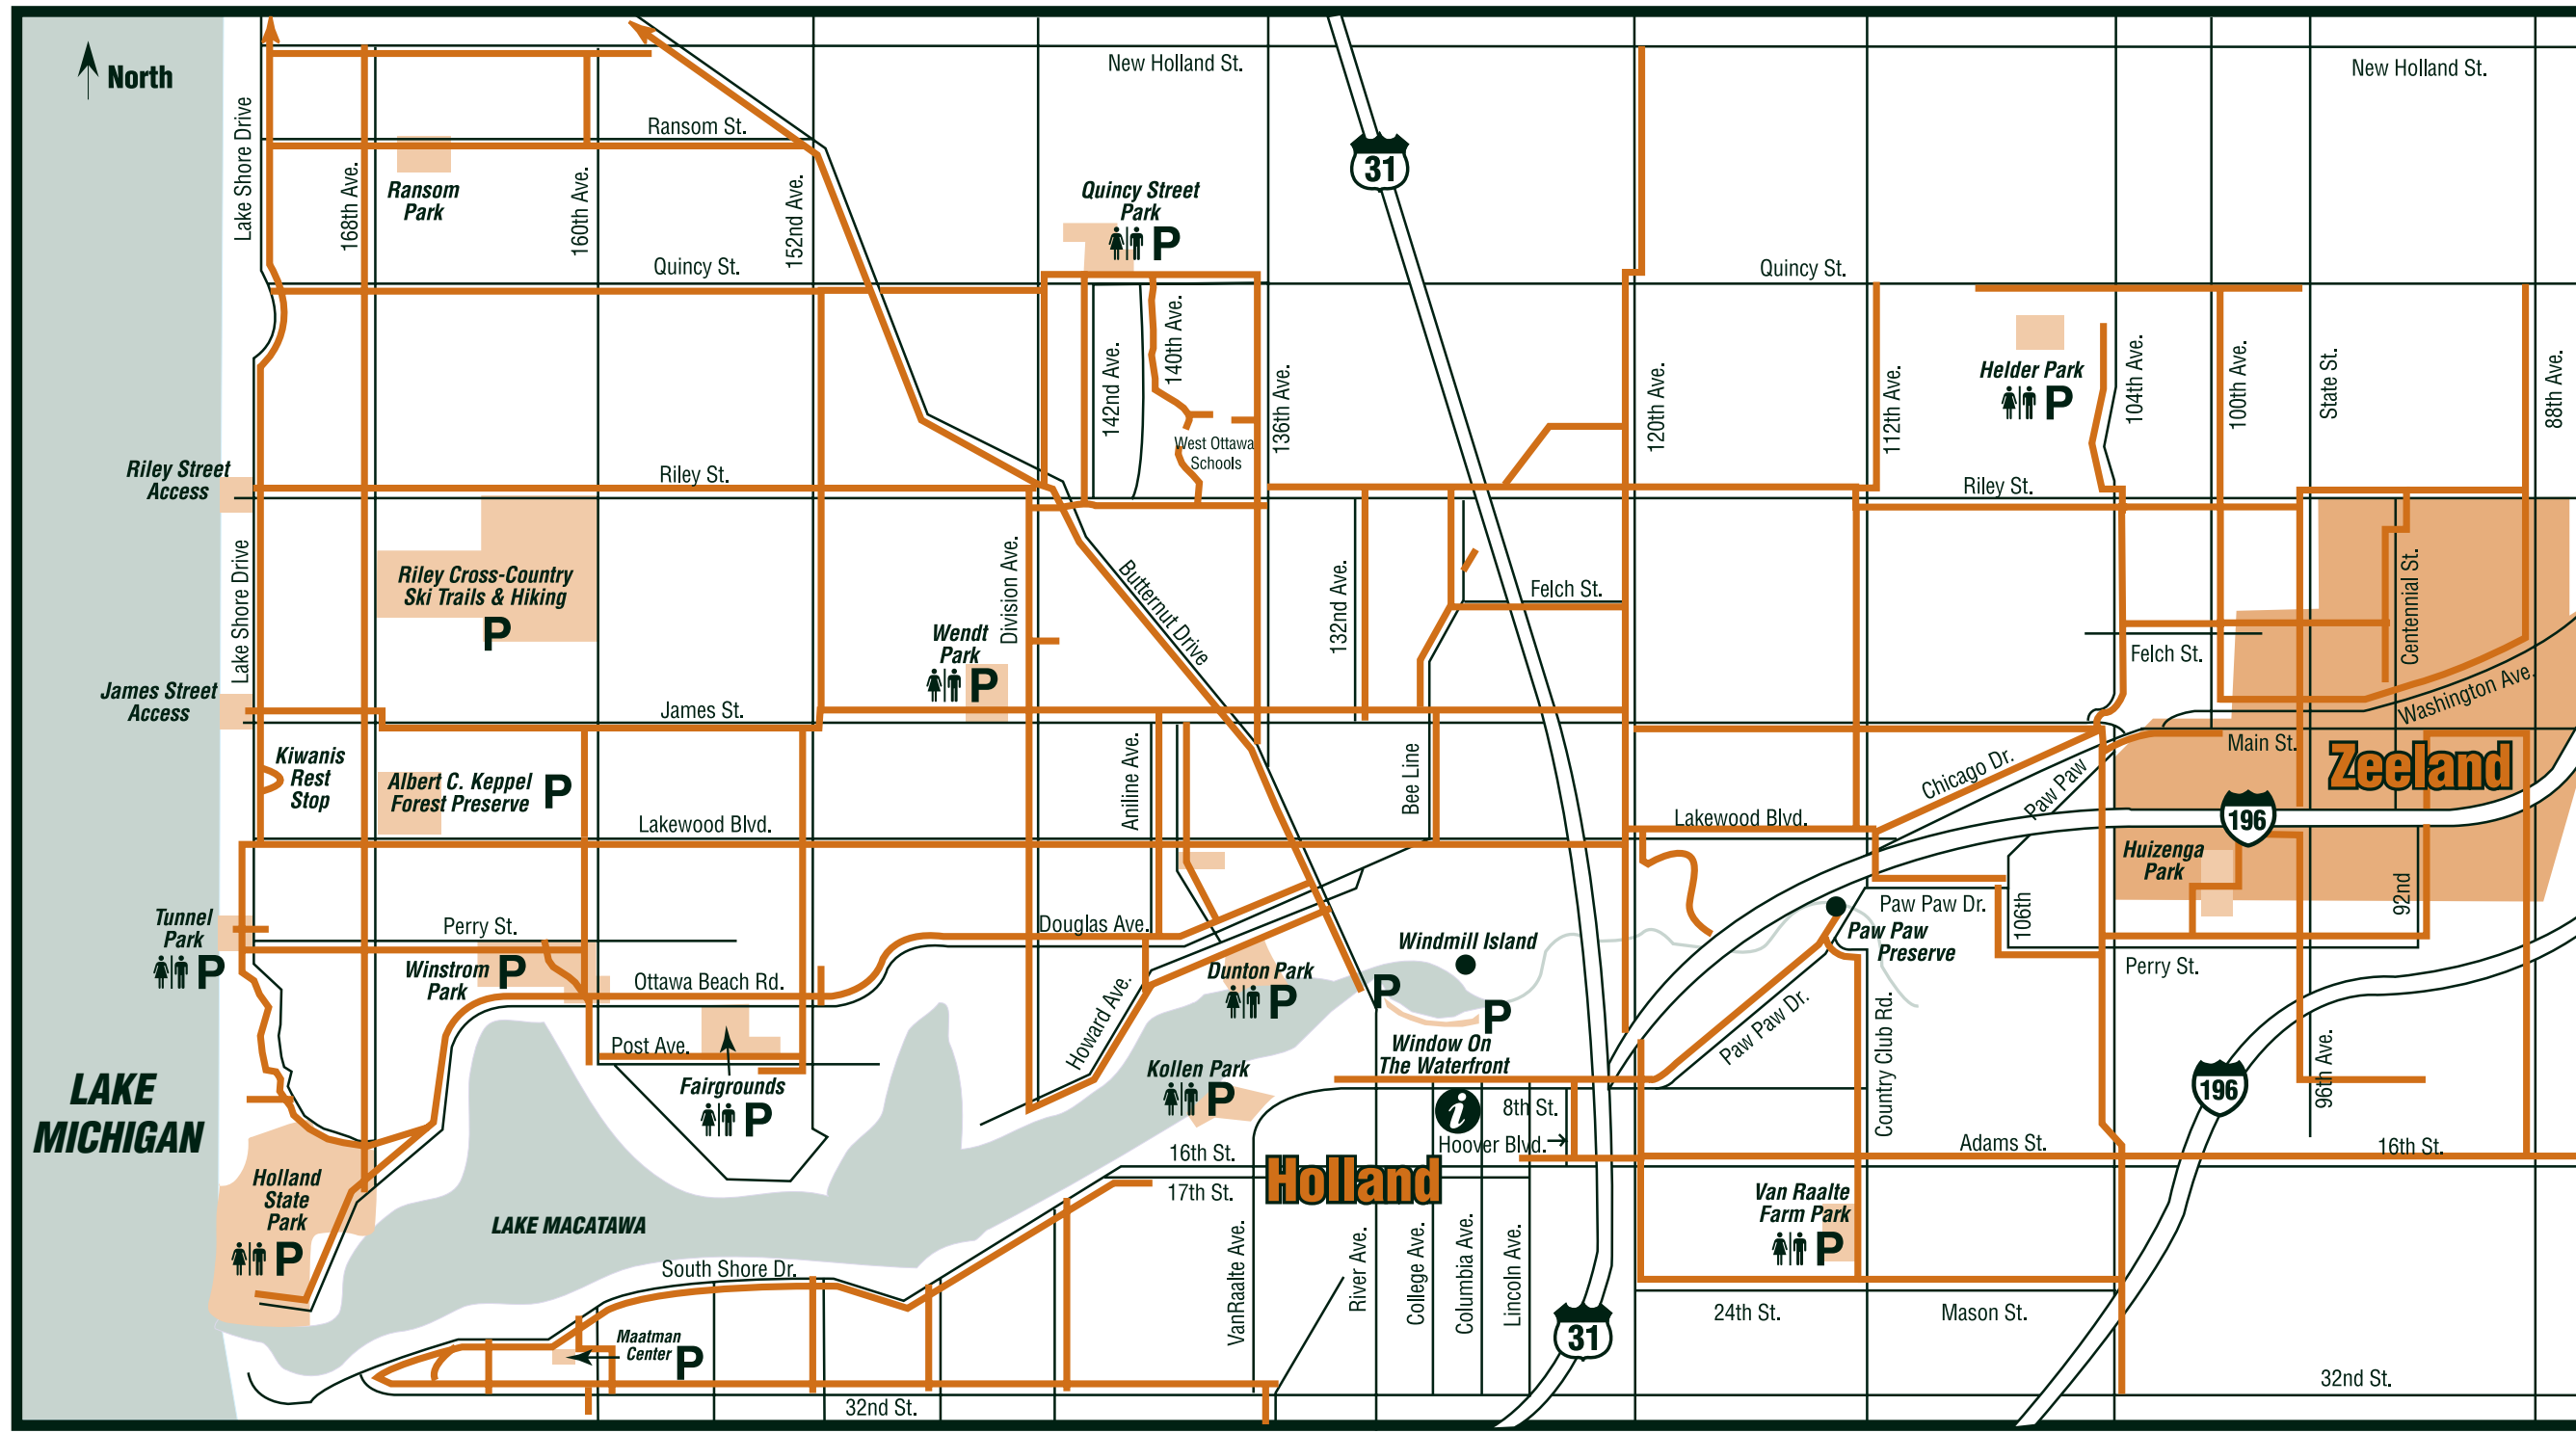 North
New Holland St.
New Holland St.
Lake Shore Drive
168th Ave.
160th Ave.
152nd Ave.
Ransom St.
Ransom
Park
31
Quincy Street
Park
P
Quincy St.
Quincy St.
142nd Ave.
140th Ave.
136th Ave.
West Ottawa
Schools
120th Ave.
112th Ave.
Helder Park
P
104th Ave.
100th Ave.
State St.
88th Ave.
Riley Street
Access
Riley St.
Riley St.
Lake Shore Drive
Riley Cross-Country
Ski Trails & Hiking
P
Division Ave.
Wendt
Park
P
Butternut Drive
132nd Ave.
Felch St.
Felch St.
Centennial St.
Washington Ave.
James Street
Access
James St.
Kiwanis
Rest
Stop
Albert C. Keppel
Forest Preserve
P
Aniline Ave.
Bee Line
Chicago Dr.
Paw Paw
Main St.
Zeeland
Lakewood Blvd.
Lakewood Blvd.
196
Huizenga
Park
92nd
Tunnel
Park
P
Perry St.
Winstrom
Park
P
Ottawa Beach Rd.
Douglas Ave.
Howard Ave.
Dunton Park
P
Windmill Island
P
P
Window On
The Waterfront
Paw Paw Dr.
106th
Paw Paw
Preserve
Paw Paw Dr.
Country Club Rd.
Perry St.
Post Ave.
Fairgrounds
P
Kollen Park
P
8th St.
Hoover Blvd.
196
96th Ave.
LAKE
MICHIGAN
16th St.
17th St.
Holland
Adams St.
16th St.
Holland
State
Park
P
LAKE MACATAWA
South Shore Dr.
VanRaalte Ave.
River Ave.
College Ave.
Columbia Ave.
Lincoln Ave.
Van Raalte
Farm Park
P
31
24th St.
Mason St.
Maatman
Center
P
32nd St.
32nd St.